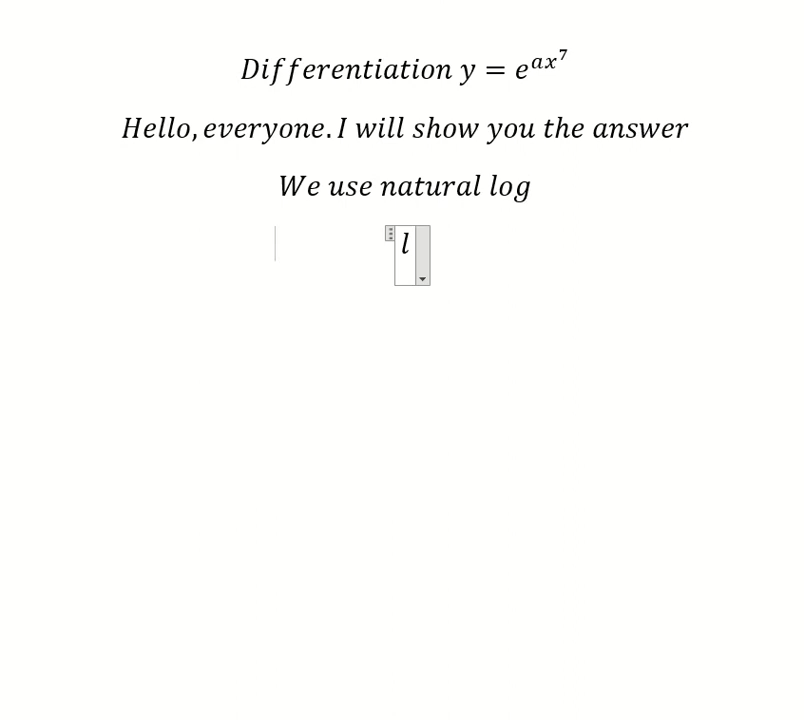 Differentiation y = e^{ax^7}
Hello, everyone. I will show you the answer
We use natural log
l